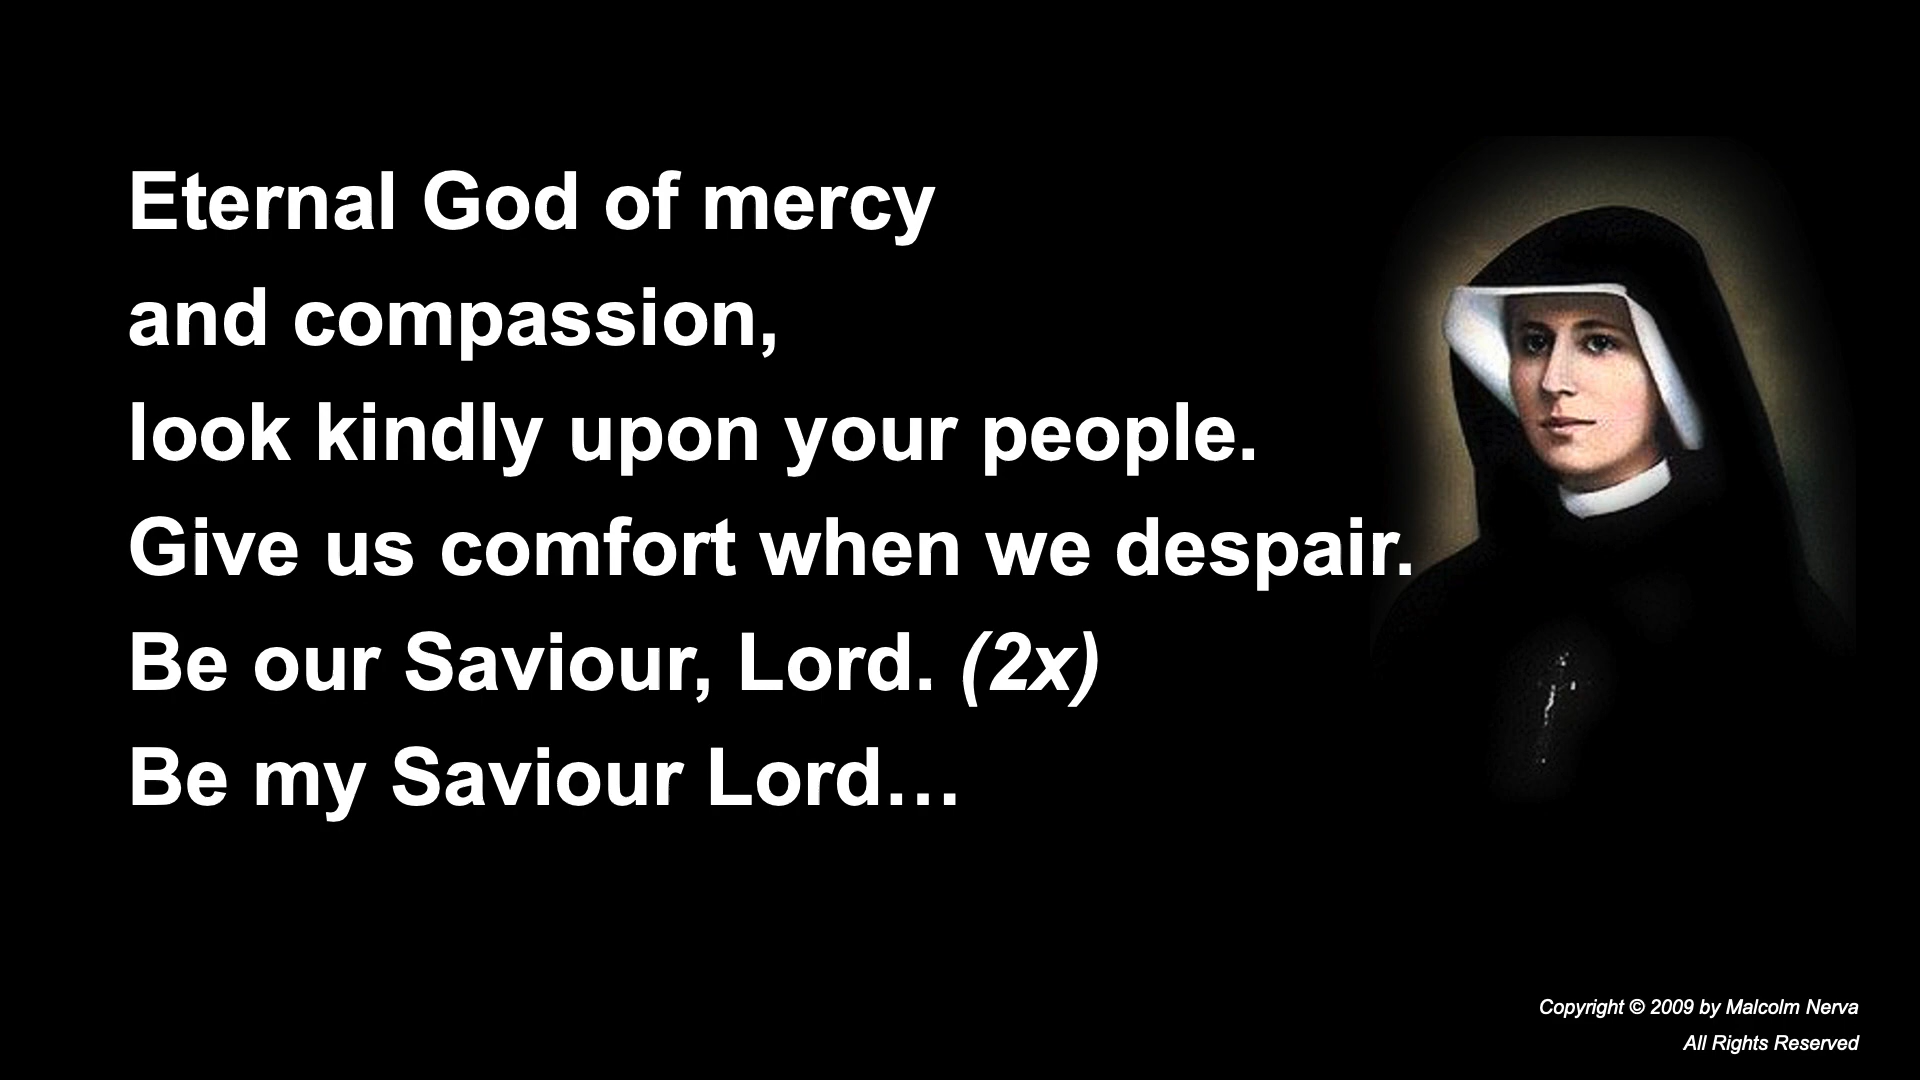 Eternal God of mercy
and compassion,
look kindly upon your people.
Give us comfort when we despair.
Be our Saviour, Lord. (2x)
Be my Saviour Lord…
Copyright © 2009 by Malcolm Nerva
All Rights Reserved